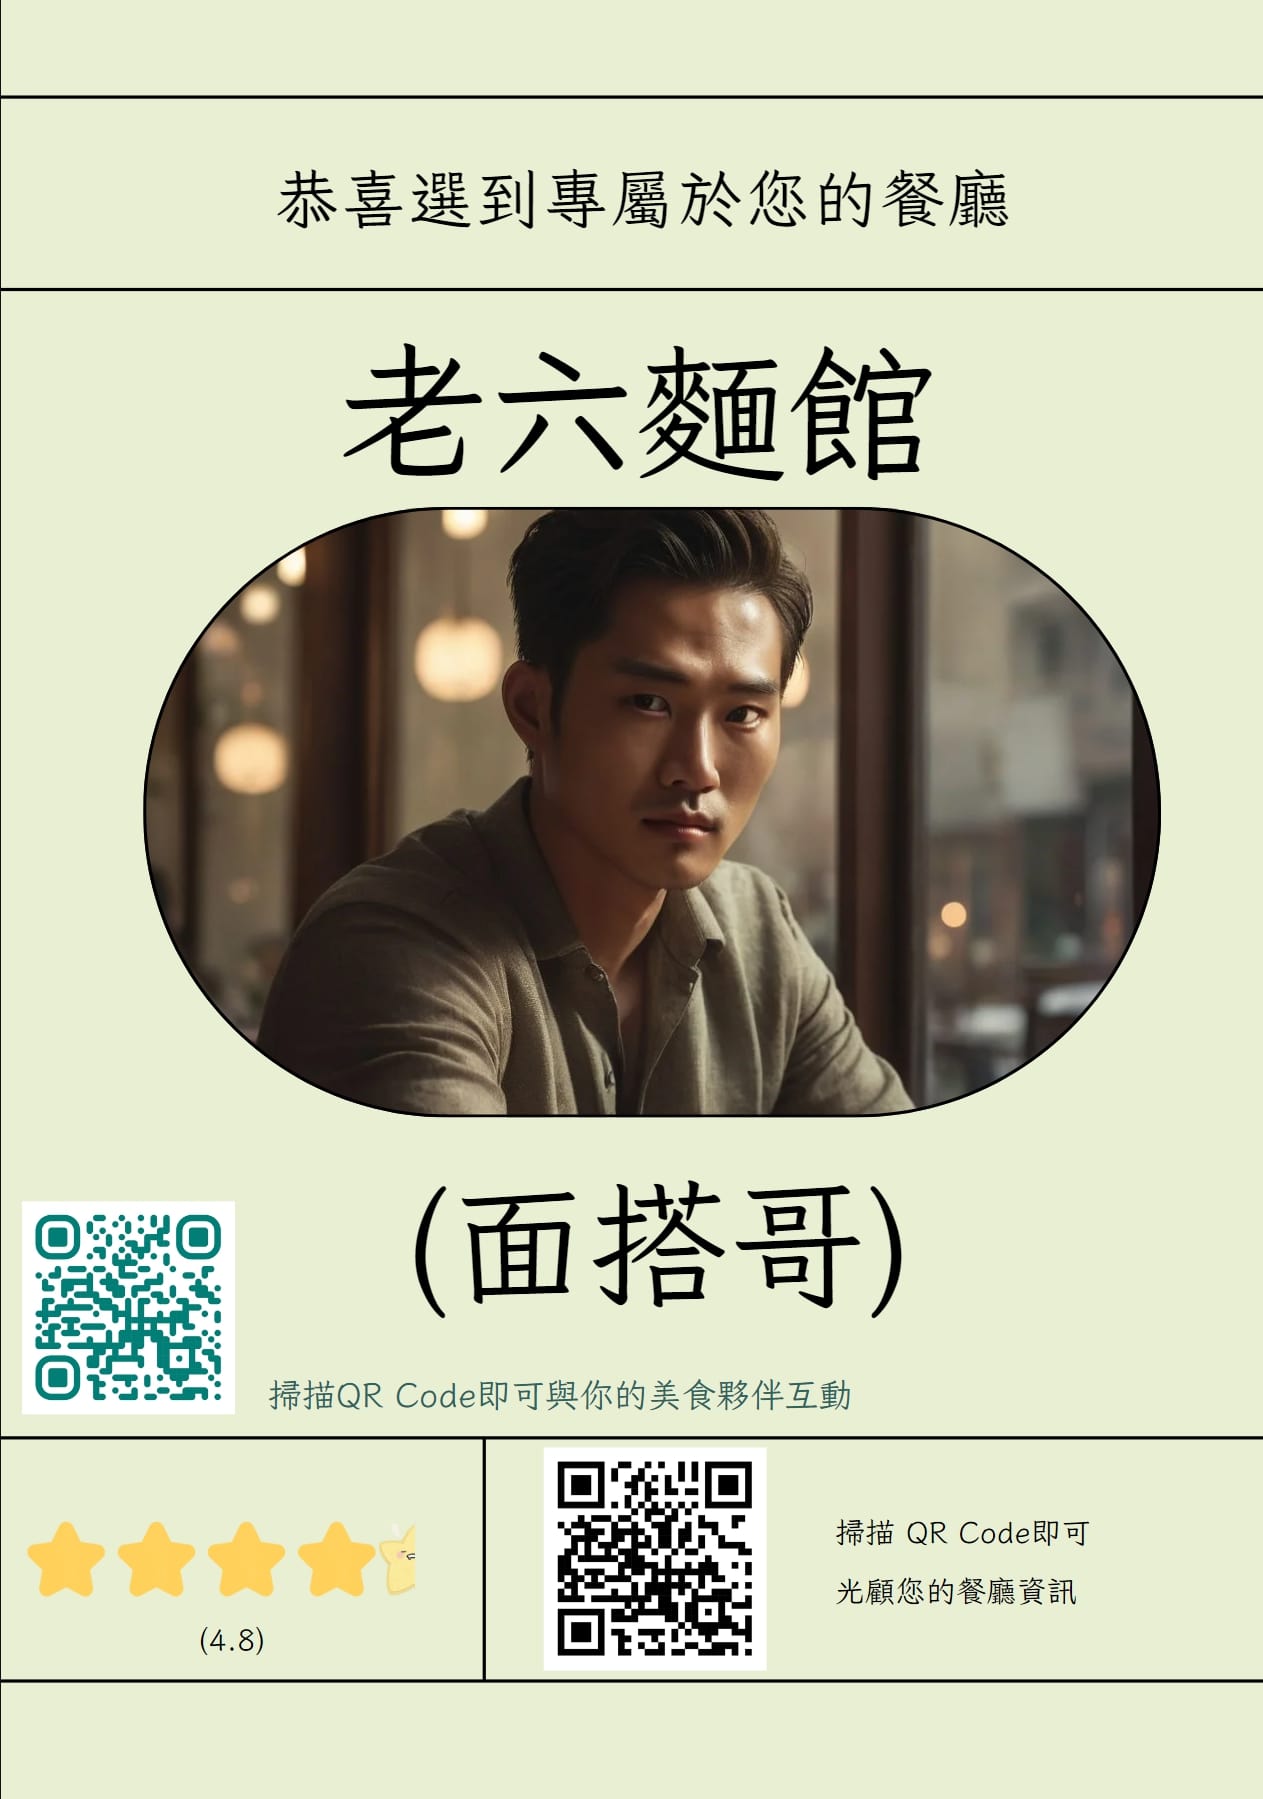 恭喜選到專屬於您的餐廳
老六麵館
(面搭哥)
掃描QR Code即可與你的美食夥伴互動
(4.8)
掃描 QR Code即可
光顧您的餐廳資訊